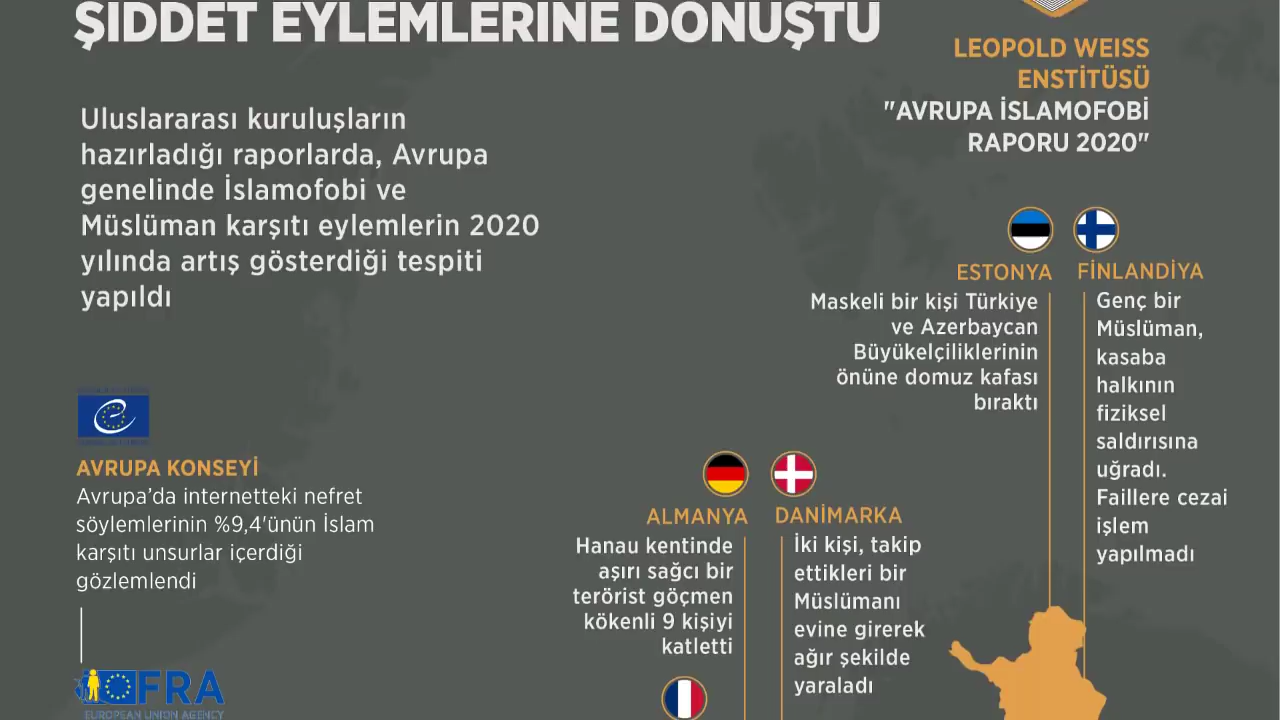 ŞİDDET EYLEMLERİNE DÖNÜŞTÜ
Uluslararası kuruluşların
hazırladığı raporlarda, Avrupa
genelinde İslamofobi ve
Müslüman karşıtı eylemlerin 2020
yılında artış gösterdiği tespiti
yapıldı
LEOPOLD WEISS
ENSTİTÜSÜ
"AVRUPA İSLAMOFOBİ
RAPORU 2020"
ESTONYA
Maskeli bir kişi Türkiye
ve Azerbaycan
Büyükelçiliklerinin
önüne domuz kafası
bıraktı
FİNLANDİYA
Genç bir
Müslüman,
kasaba
halkının
fiziksel
saldırısına
uğradı.
Faillere cezai
işlem
yapılmadı
AVRUPA KONSEYİ
Avrupa'da internetteki nefret
söylemlerinin %9,4'ünün İslam
karşıtı unsurlar içerdiği
gözlemlendi
ALMANYA
Hanau kentinde
aşırı sağcı bir
terörist göçmen
kökenli 9 kişiyi
katletti
DANİMARKA
İki kişi, takip
ettikleri bir
Müslümanı
evine girerek
ağır şekilde
yaraladı
FRA
EUROPEAN UNION AGENCY